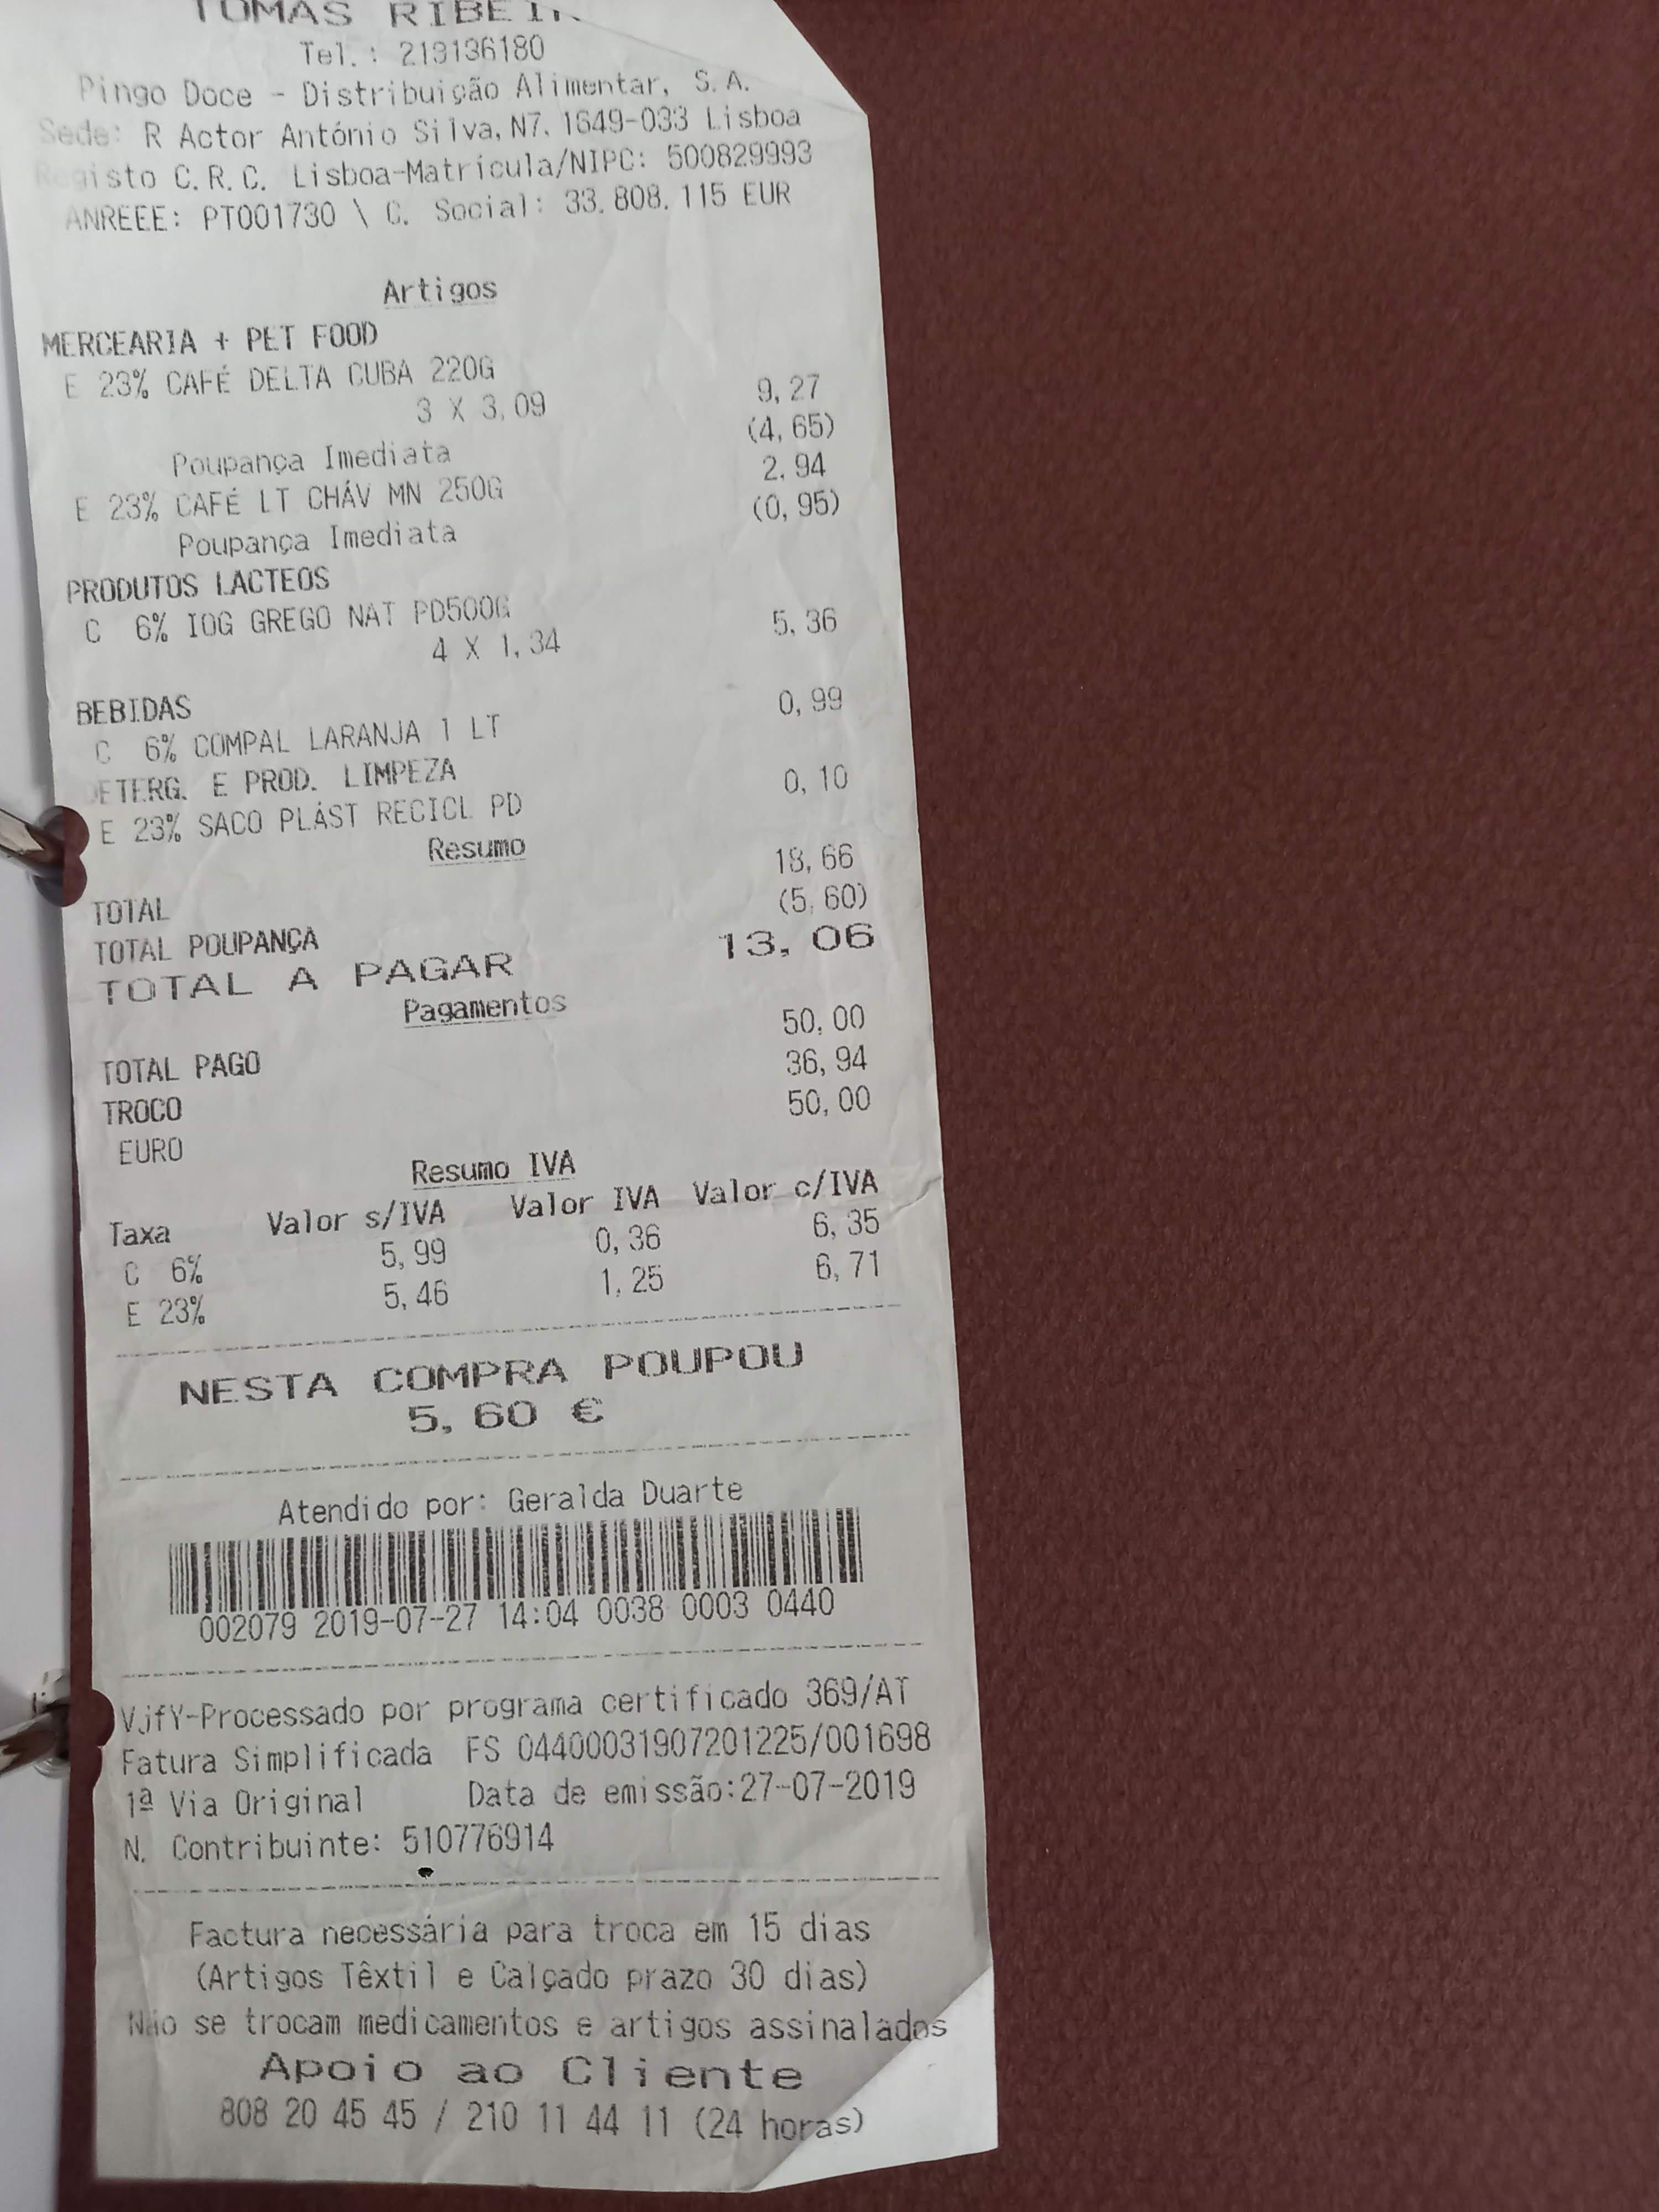 TOMAS RIBEIR
Tel.: 213136180
Pingo Doce - Distribuição Alimentar, S.A.
Sede: R Actor António Silva, N7, 1649-033 Lisboa
Registo C.R.C. Lisboa-Matrícula/NIPC: 500829993
ANREEE: PT001730 \ C. Social: 33.808.115 EUR
Artigos
MERCEARIA + PET FOOD
E 23% CAFÉ DELTA CUBA 220G
3 X 3,09 9,27
Poupança Imediata (4,65)
E 23% CAFÉ LT CHÁV MN 250G 2,94
Poupança Imediata (0,95)
PRODUTOS LACTEOS
C 6% IOG GREGO NAT PD500G
4 X 1,34 5,36
BEBIDAS
C 6% COMPAL LARANJA 1 LT 0,99
DETERG. E PROD. LIMPEZA
E 23% SACO PLÁST RECICL PD 0,10
Resumo
TOTAL 18,66
TOTAL POUPANÇA (5,60)
TOTAL A PAGAR 13,06
Pagamentos
TOTAL PAGO 50,00
TROCO 36,94
EURO 50,00
Resumo IVA
Taxa Valor s/IVA Valor IVA Valor c/IVA
C 6% 5,99 0,36 6,35
E 23% 5,46 1,25 6,71
NESTA COMPRA POUPOU
5,60 €
Atendido por: Geralda Duarte
002079 2019-07-27 14:04 0038 0003 0440
VjfY-Processado por programa certificado 369/AT
Fatura Simplificada FS 04400031907201225/001698
1ª Via Original Data de emissão:27-07-2019
N. Contribuinte: 510776914
Factura necessária para troca em 15 dias
(Artigos Têxtil e Calçado prazo 30 dias)
Não se trocam medicamentos e artigos assinalados
Apoio ao Cliente
808 20 45 45 / 210 11 44 11 (24 horas)